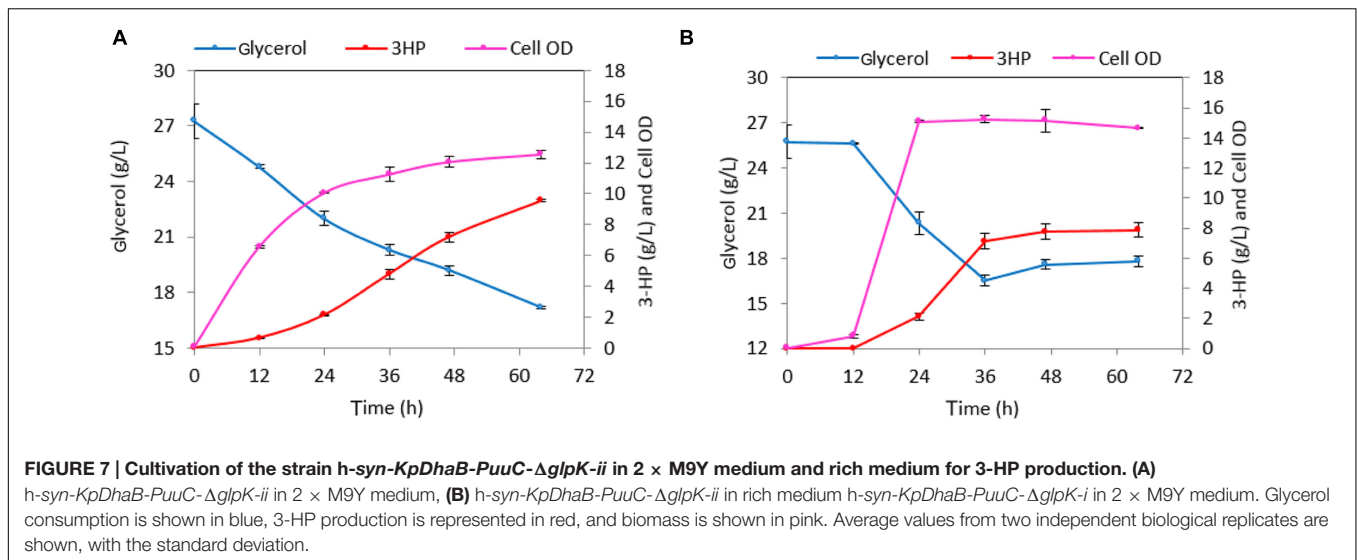 A
Glycerol 3HP Cell OD
30
27
24
21
18
15
Glycerol (g/L)
18
16
14
12
10
8
6
4
2
0
3-HP (g/L) and Cell OD
0 12 24 36 48 60 72
Time (h)
B
Glycerol 3HP Cell OD
30
27
24
21
18
15
12
Glycerol (g/L)
18
16
14
12
10
8
6
4
2
0
3-HP (g/L) and Cell OD
0 12 24 36 48 60 72
Time (h)
FIGURE 7 | Cultivation of the strain h-syn-KpDhaB-PuuC-ΔglpK-ii in 2 × M9Y medium and rich medium for 3-HP production. (A)
h-syn-KpDhaB-PuuC-ΔglpK-ii in 2 × M9Y medium, (B) h-syn-KpDhaB-PuuC-ΔglpK-ii in rich medium h-syn-KpDhaB-PuuC-ΔglpK-i in 2 × M9Y medium. Glycerol
consumption is shown in blue, 3-HP production is represented in red, and biomass is shown in pink. Average values from two independent biological replicates are
shown, with the standard deviation.